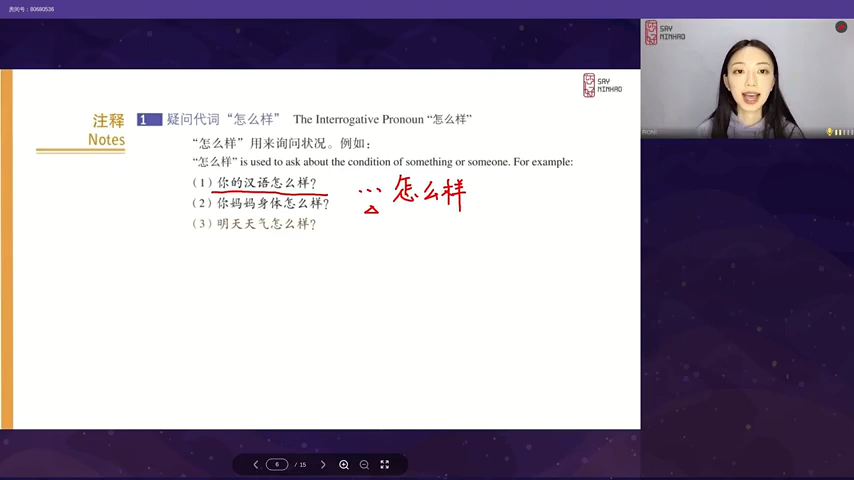 房间号：80680536
SAY
NINHAO
SAY
NINHAO
注释
Notes
1 疑问代词“怎么样” The Interrogative Pronoun “怎么样”
“怎么样”用来询问状况。例如：
“怎么样” is used to ask about the condition of something or someone. For example:
（1）你的汉语怎么样？
（2）你妈妈身体怎么样？
（3）明天天气怎么样？
… 怎么样
RONI
6 / 15